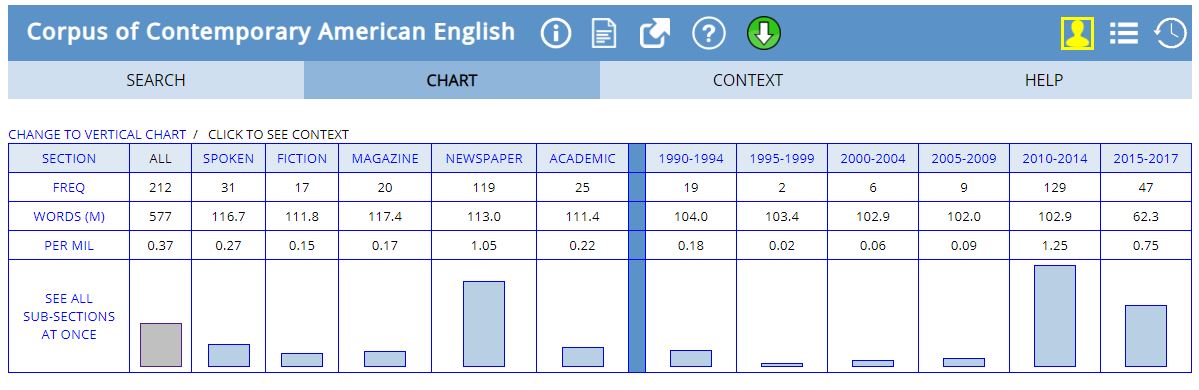 Corpus of Contemporary American English
SEARCH CHART CONTEXT HELP
CHANGE TO VERTICAL CHART / CLICK TO SEE CONTEXT
SECTION ALL SPOKEN FICTION MAGAZINE NEWSPAPER ACADEMIC 1990-1994 1995-1999 2000-2004 2005-2009 2010-2014 2015-2017
FREQ 212 31 17 20 119 25 19 2 6 9 129 47
WORDS (M) 577 116.7 111.8 117.4 113.0 111.4 104.0 103.4 102.9 102.0 102.9 62.3
PER MIL 0.37 0.27 0.15 0.17 1.05 0.22 0.18 0.02 0.06 0.09 1.25 0.75
SEE ALL
SUB-SECTIONS
AT ONCE